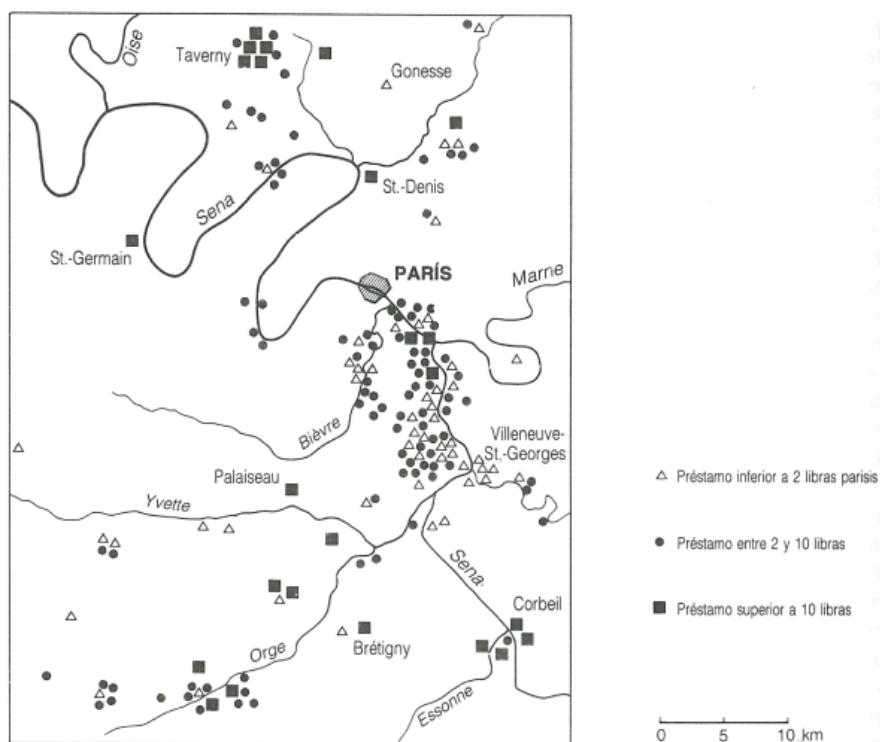 Oise
Taverny
Gonesse
Sena
St.-Denis
St.-Germain
PARÍS
Marne
Bièvre
Villeneuve-
St.-Georges
Palaiseau
Yvette
Sena
Corbeil
Orge
Brétigny
Essonne
Préstamo inferior a 2 libras parisis
Préstamo entre 2 y 10 libras
Préstamo superior a 10 libras
0 5 10 km